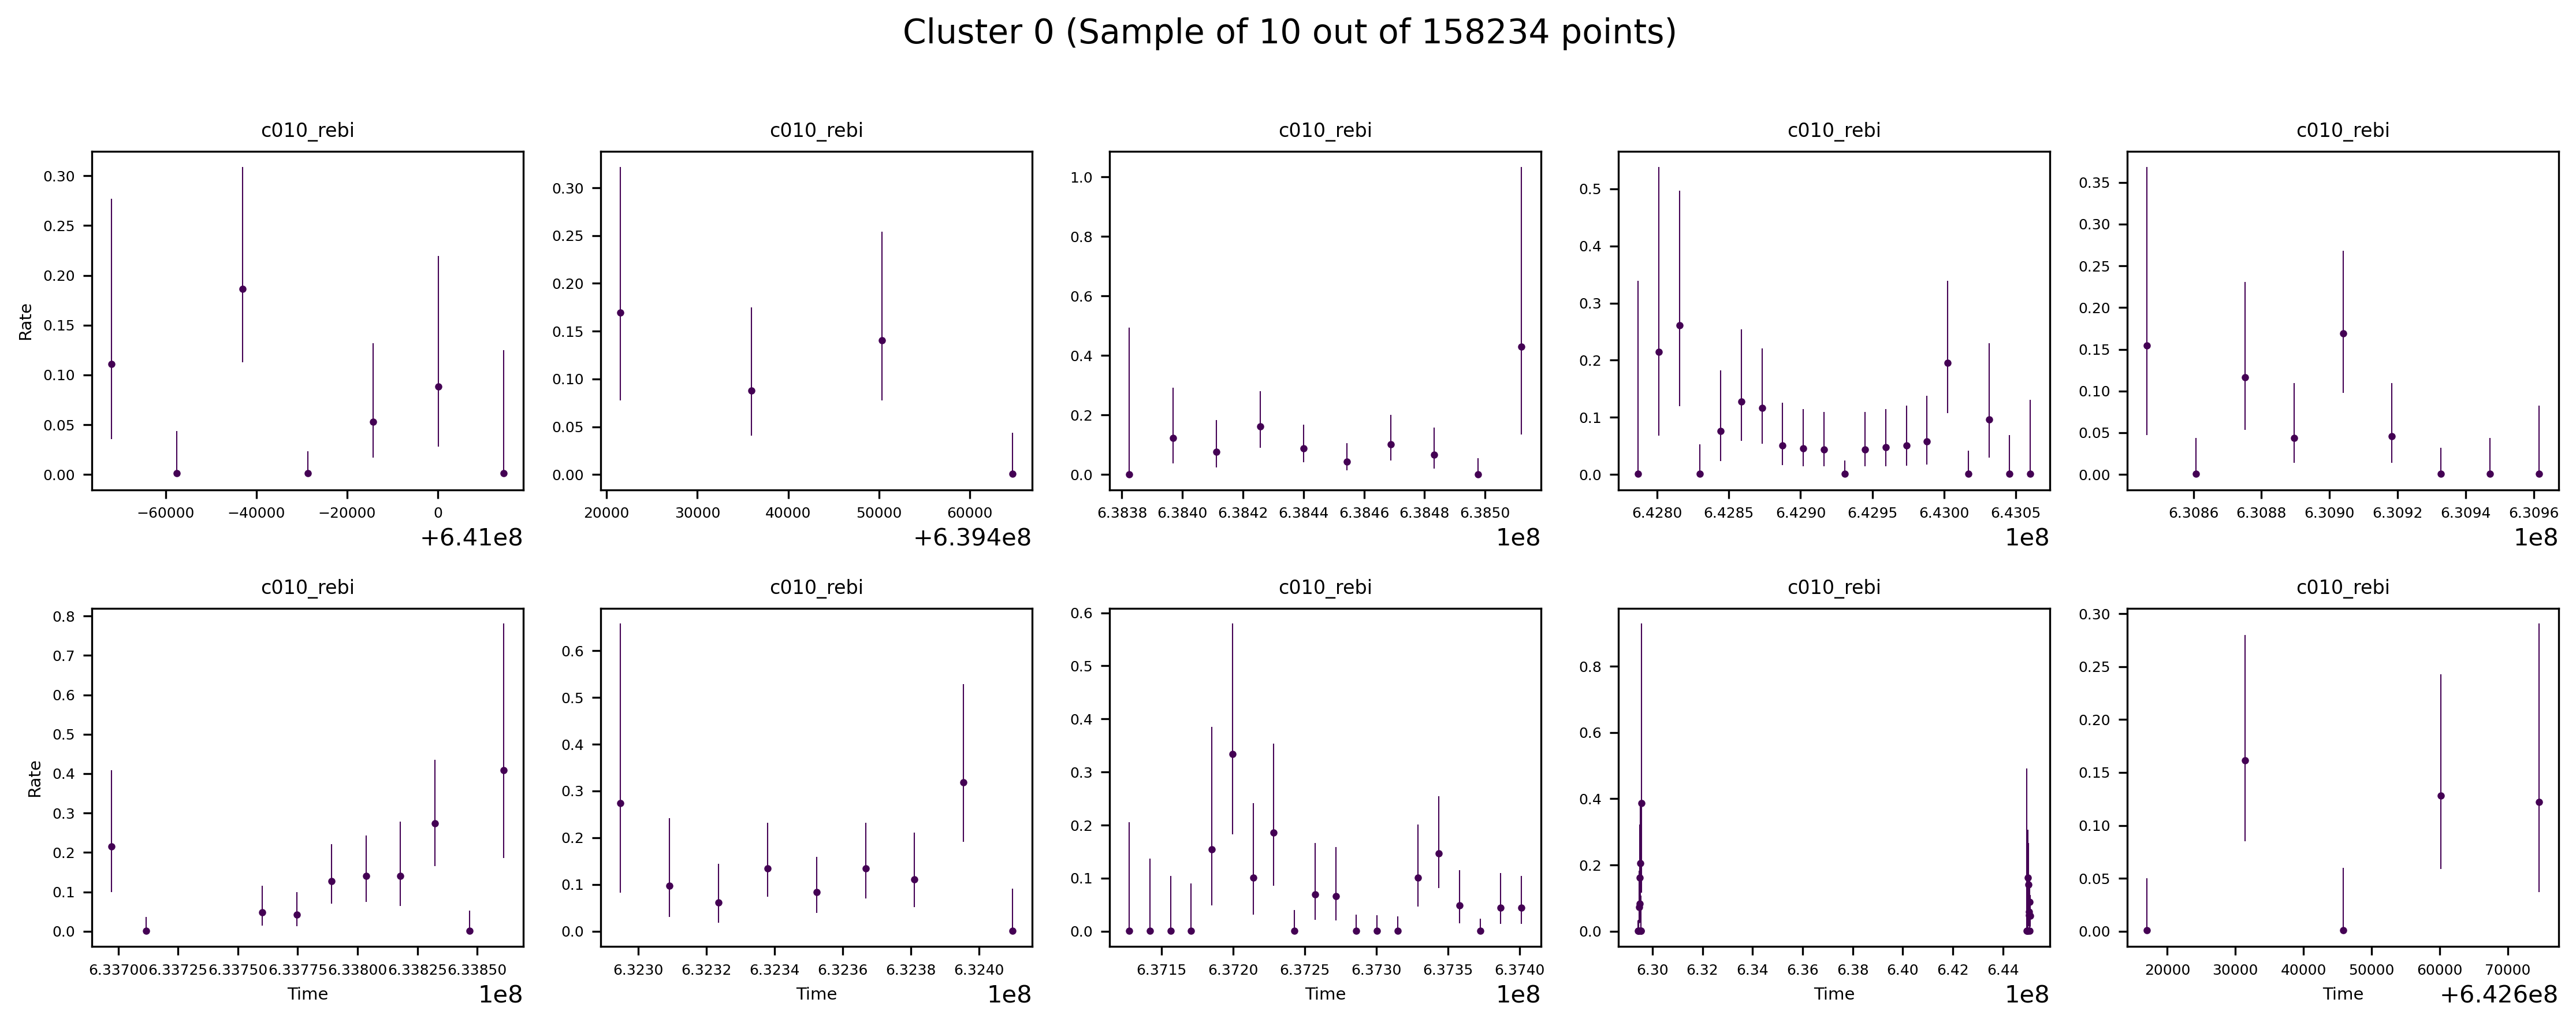 Cluster 0 (Sample of 10 out of 158234 points)
c010_rebi c010_rebi c010_rebi c010_rebi c010_rebi
Rate
0.30
0.25
0.20
0.15
0.10
0.05
0.00
−60000 −40000 −20000 0
+6.41e8
0.30
0.25
0.20
0.15
0.10
0.05
0.00
20000 30000 40000 50000 60000
+6.394e8
1.0
0.8
0.6
0.4
0.2
0.0
6.3838 6.3840 6.3842 6.3844 6.3846 6.3848 6.3850
1e8
0.5
0.4
0.3
0.2
0.1
0.0
6.4280 6.4285 6.4290 6.4295 6.4300 6.4305
1e8
0.35
0.30
0.25
0.20
0.15
0.10
0.05
0.00
6.3086 6.3088 6.3090 6.3092 6.3094 6.3096
1e8
c010_rebi c010_rebi c010_rebi c010_rebi c010_rebi
Rate
0.8
0.7
0.6
0.5
0.4
0.3
0.2
0.1
0.0
6.33700 6.33725 6.33750 6.33775 6.33800 6.33825 6.33850
Time
1e8
0.6
0.5
0.4
0.3
0.2
0.1
0.0
6.3230 6.3232 6.3234 6.3236 6.3238 6.3240
Time
1e8
0.6
0.5
0.4
0.3
0.2
0.1
0.0
6.3715 6.3720 6.3725 6.3730 6.3735 6.3740
Time
1e8
0.8
0.6
0.4
0.2
0.0
6.30 6.32 6.34 6.36 6.38 6.40 6.42 6.44
Time
1e8
0.30
0.25
0.20
0.15
0.10
0.05
0.00
20000 30000 40000 50000 60000 70000
Time
+6.426e8